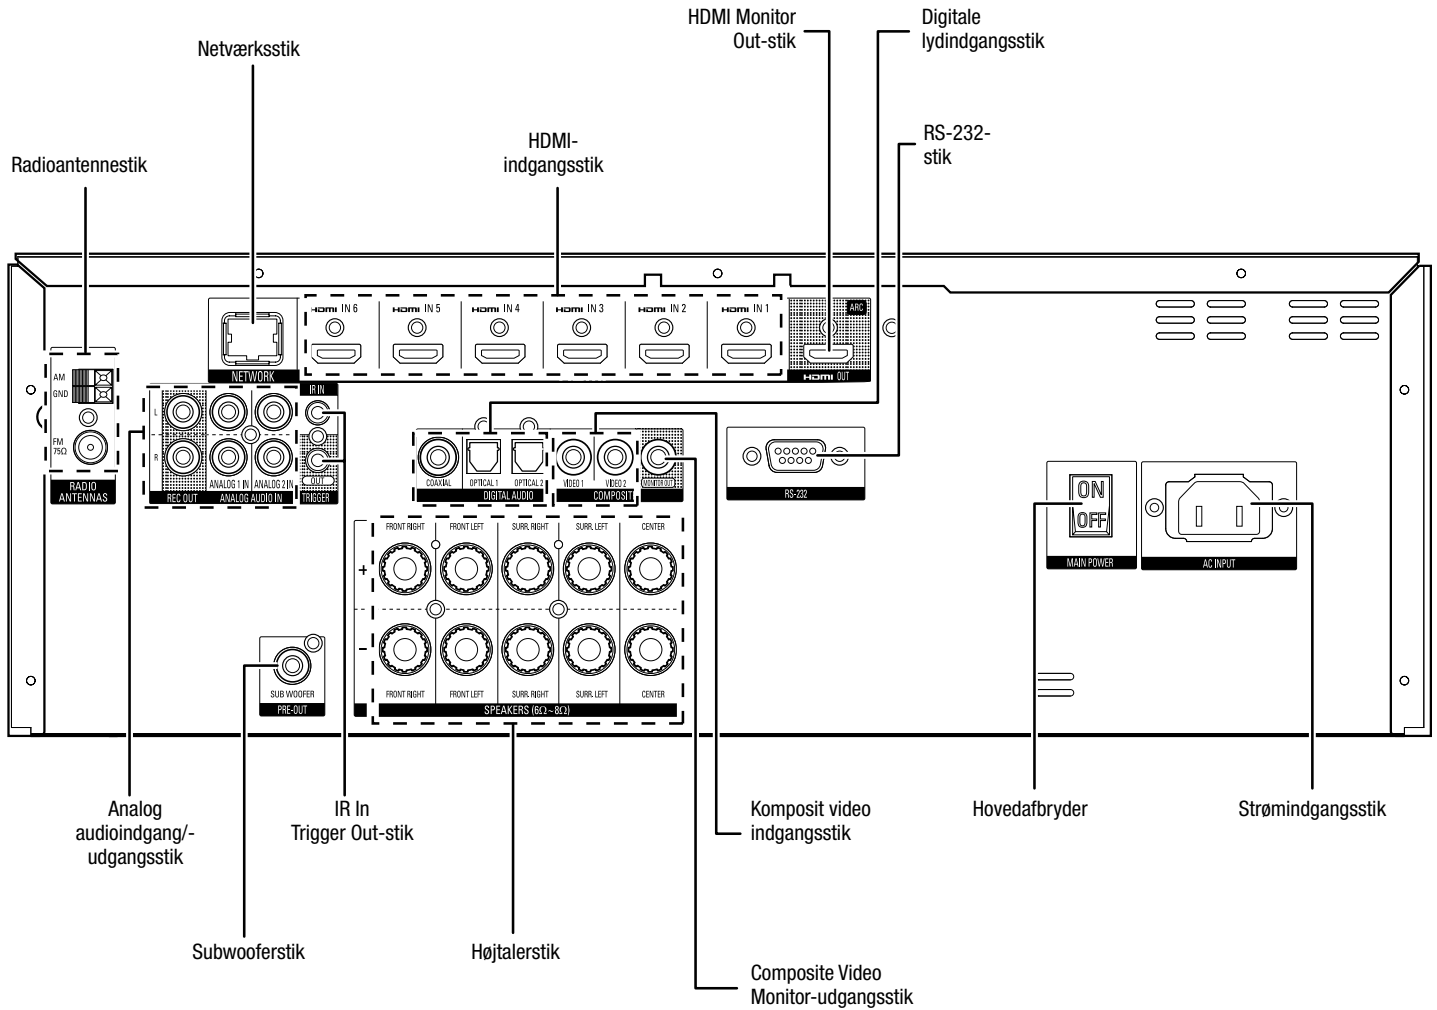 HDMI Monitor
Out-stik
Digitale
lydindgangsstik
Netværksstik
HDMI-
indgangsstik
RS-232-
stik
Radioantennestik
HDMI IN 6
HDMI IN 5
HDMI IN 4
HDMI IN 3
HDMI IN 2
HDMI IN 1
ARC
HDMI OUT
NETWORK
AM
GND
FM
75Ω
RADIO
ANTENNAS
L
R
REC OUT
ANALOG 1 IN
ANALOG 2 IN
ANALOG AUDIO IN
IR IN
OUT
TRIGGER
COAXIAL
OPTICAL 1
OPTICAL 2
DIGITAL AUDIO
VIDEO 1
VIDEO 2
COMPOSIT
MONITOR OUT
RS-232
ON
OFF
MAIN POWER
AC INPUT
FRONT RIGHT
FRONT LEFT
SURR. RIGHT
SURR. LEFT
CENTER
+
−
FRONT RIGHT
FRONT LEFT
SURR. RIGHT
SURR. LEFT
CENTER
SPEAKERS (6Ω~8Ω)
SUB WOOFER
PRE-OUT
Analog
audioindgang/-
udgangsstik
IR In
Trigger Out-stik
Komposit video
indgangsstik
Hovedafbryder
Strømindgangsstik
Subwooferstik
Højtalerstik
Composite Video
Monitor-udgangsstik